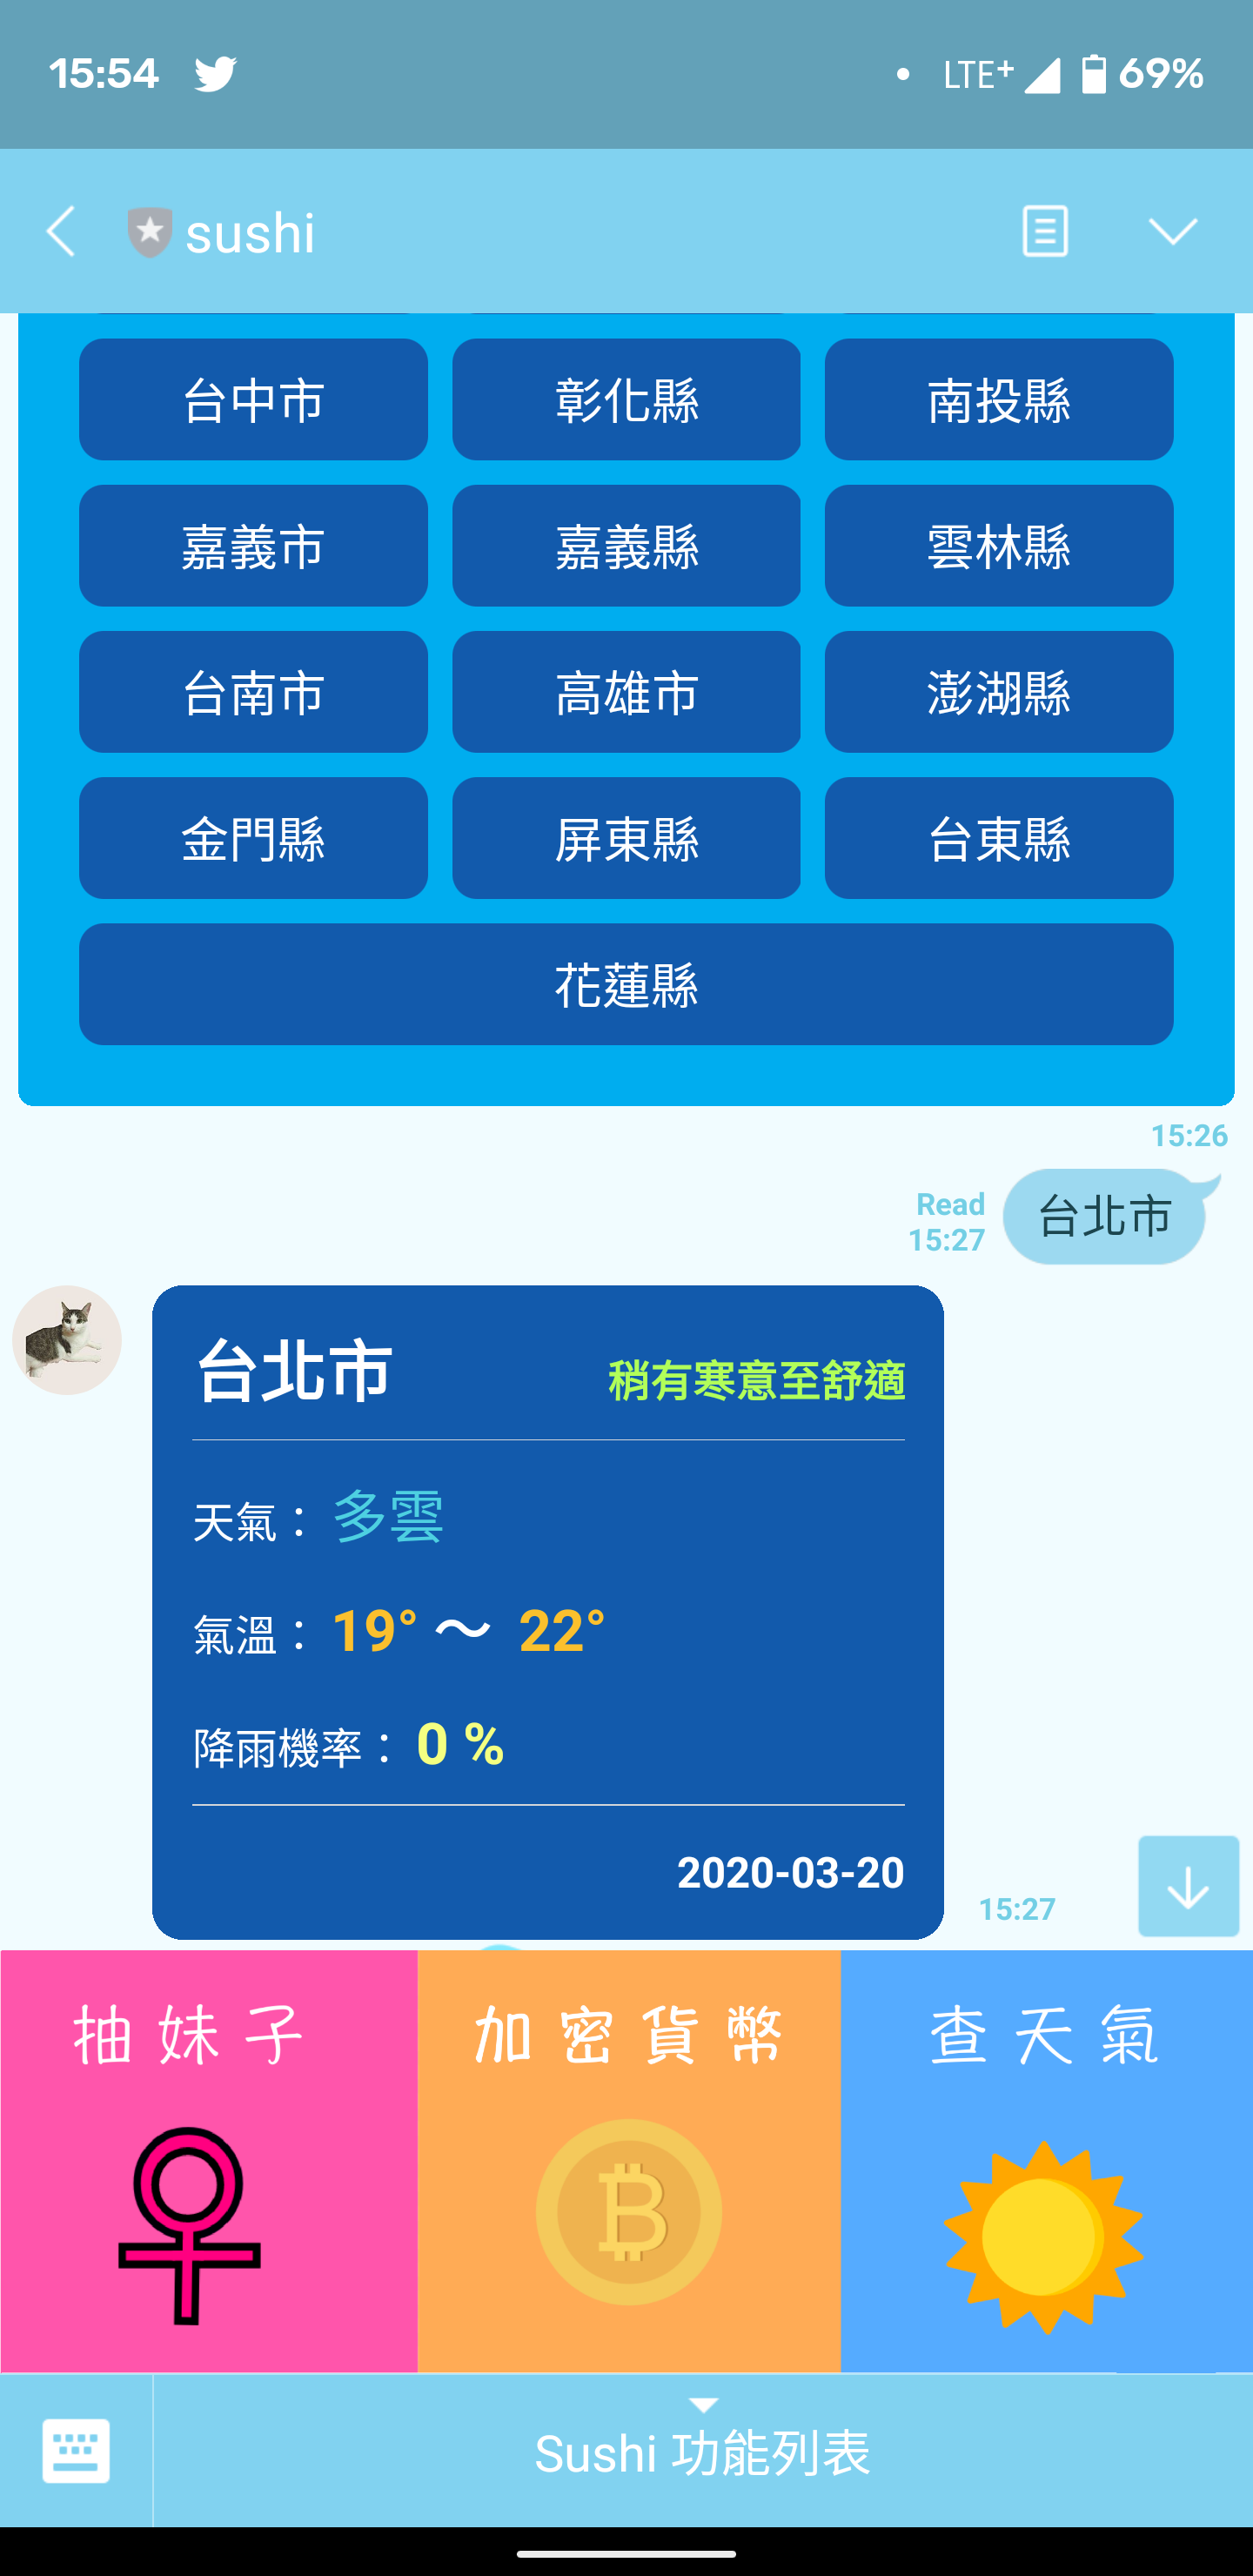 15:54 LTE+ 69%
sushi
台中市 彰化縣 南投縣
嘉義市 嘉義縣 雲林縣
台南市 高雄市 澎湖縣
金門縣 屏東縣 台東縣
花蓮縣
15:26
Read
15:27
台北市
台北市 稍有寒意至舒適
天氣： 多雲
氣溫： 19° ～ 22°
降雨機率： 0 %
2020-03-20
15:27
抽妹子 加密貨幣 查天氣
Sushi 功能列表